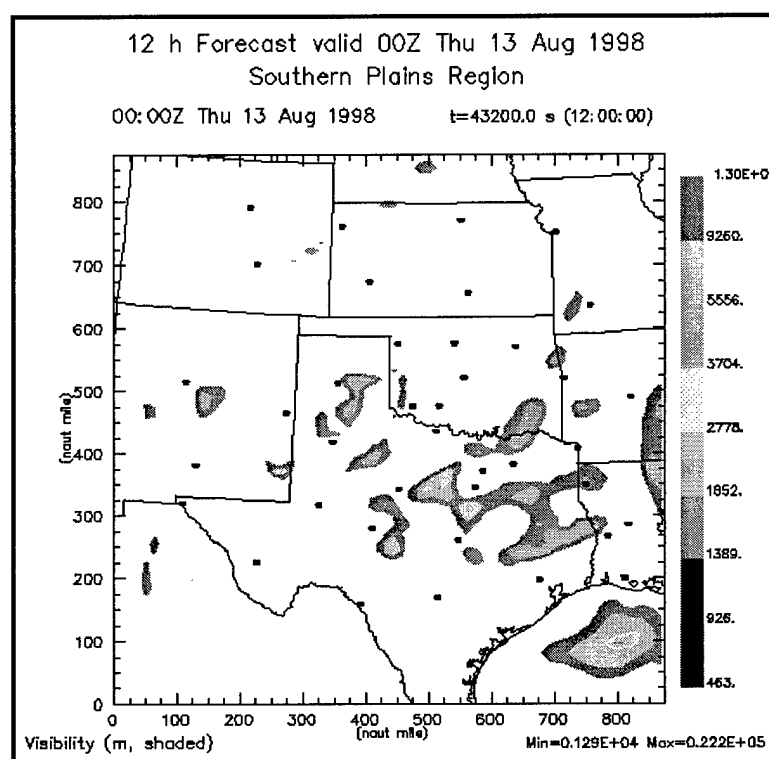 12 h Forecast valid 00Z Thu 13 Aug 1998
Southern Plains Region
00:00Z Thu 13 Aug 1998 t=43200.0 s (12:00:00)
800
700
600
500
400
300
200
100
0
(naut mile)
0 100 200 300 400 500 600 700 800
(naut mile)
1.30E+0
9260.
5556.
3704.
2778.
1852.
1389.
926.
463.
Visibility (m, shaded)
Min=0.129E+04 Max=0.222E+05